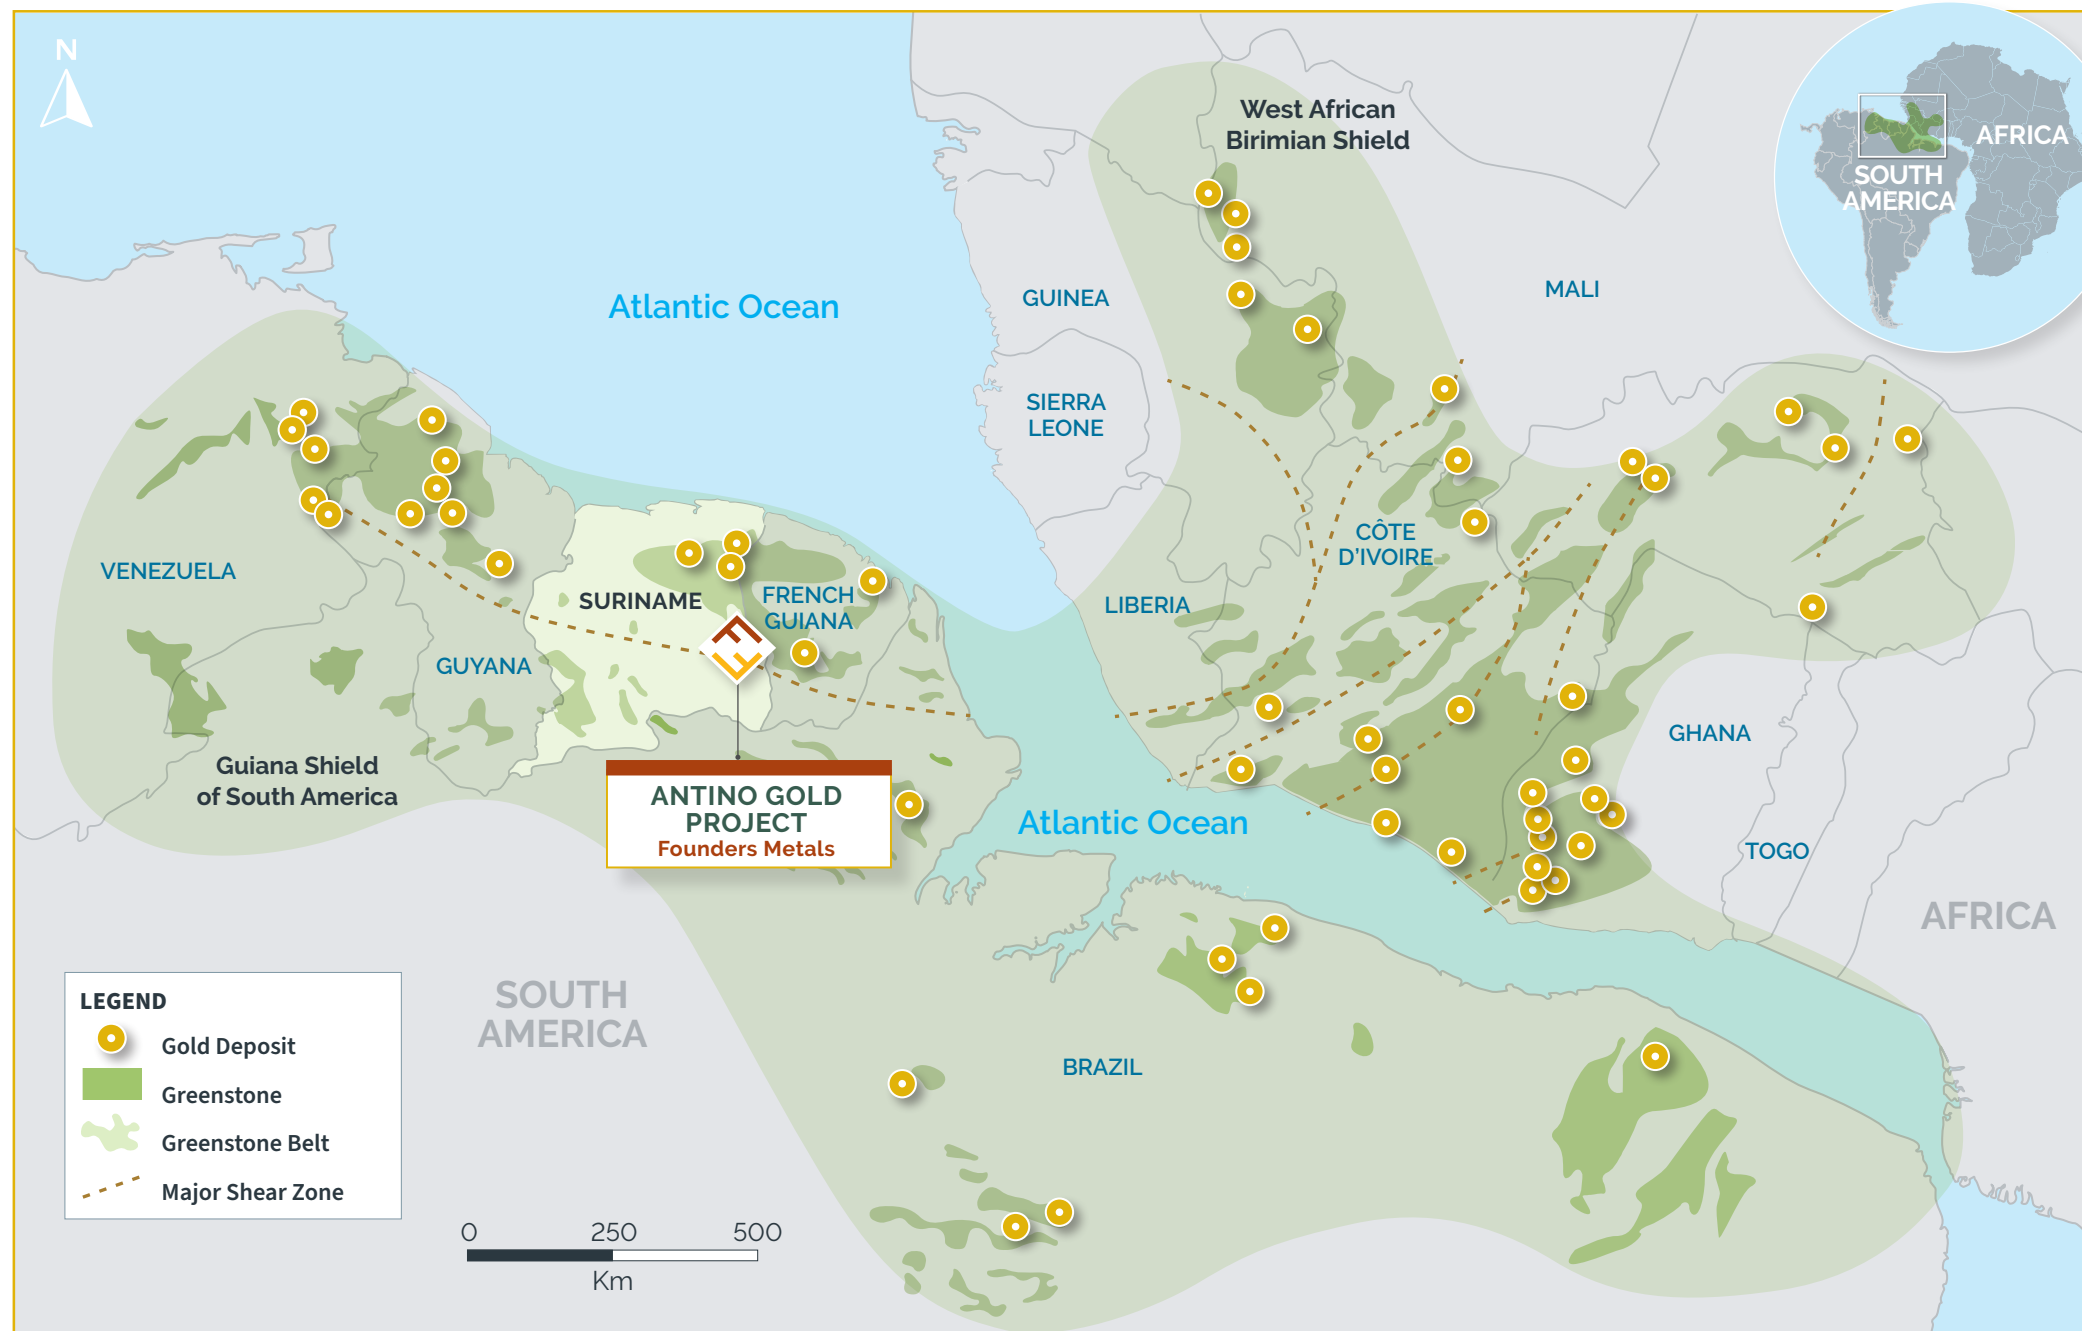 N
West African
Birimian Shield
AFRICA
SOUTH
AMERICA
Atlantic Ocean
GUINEA
MALI
SIERRA
LEONE
CÔTE
D'IVOIRE
VENEZUELA
SURINAME
FRENCH
GUIANA
LIBERIA
GUYANA
GHANA
Guiana Shield
of South America
ANTINO GOLD
PROJECT
Founders Metals
Atlantic Ocean
TOGO
AFRICA
SOUTH
AMERICA
BRAZIL
LEGEND
Gold Deposit
Greenstone
Greenstone Belt
Major Shear Zone
0 250 500
Km